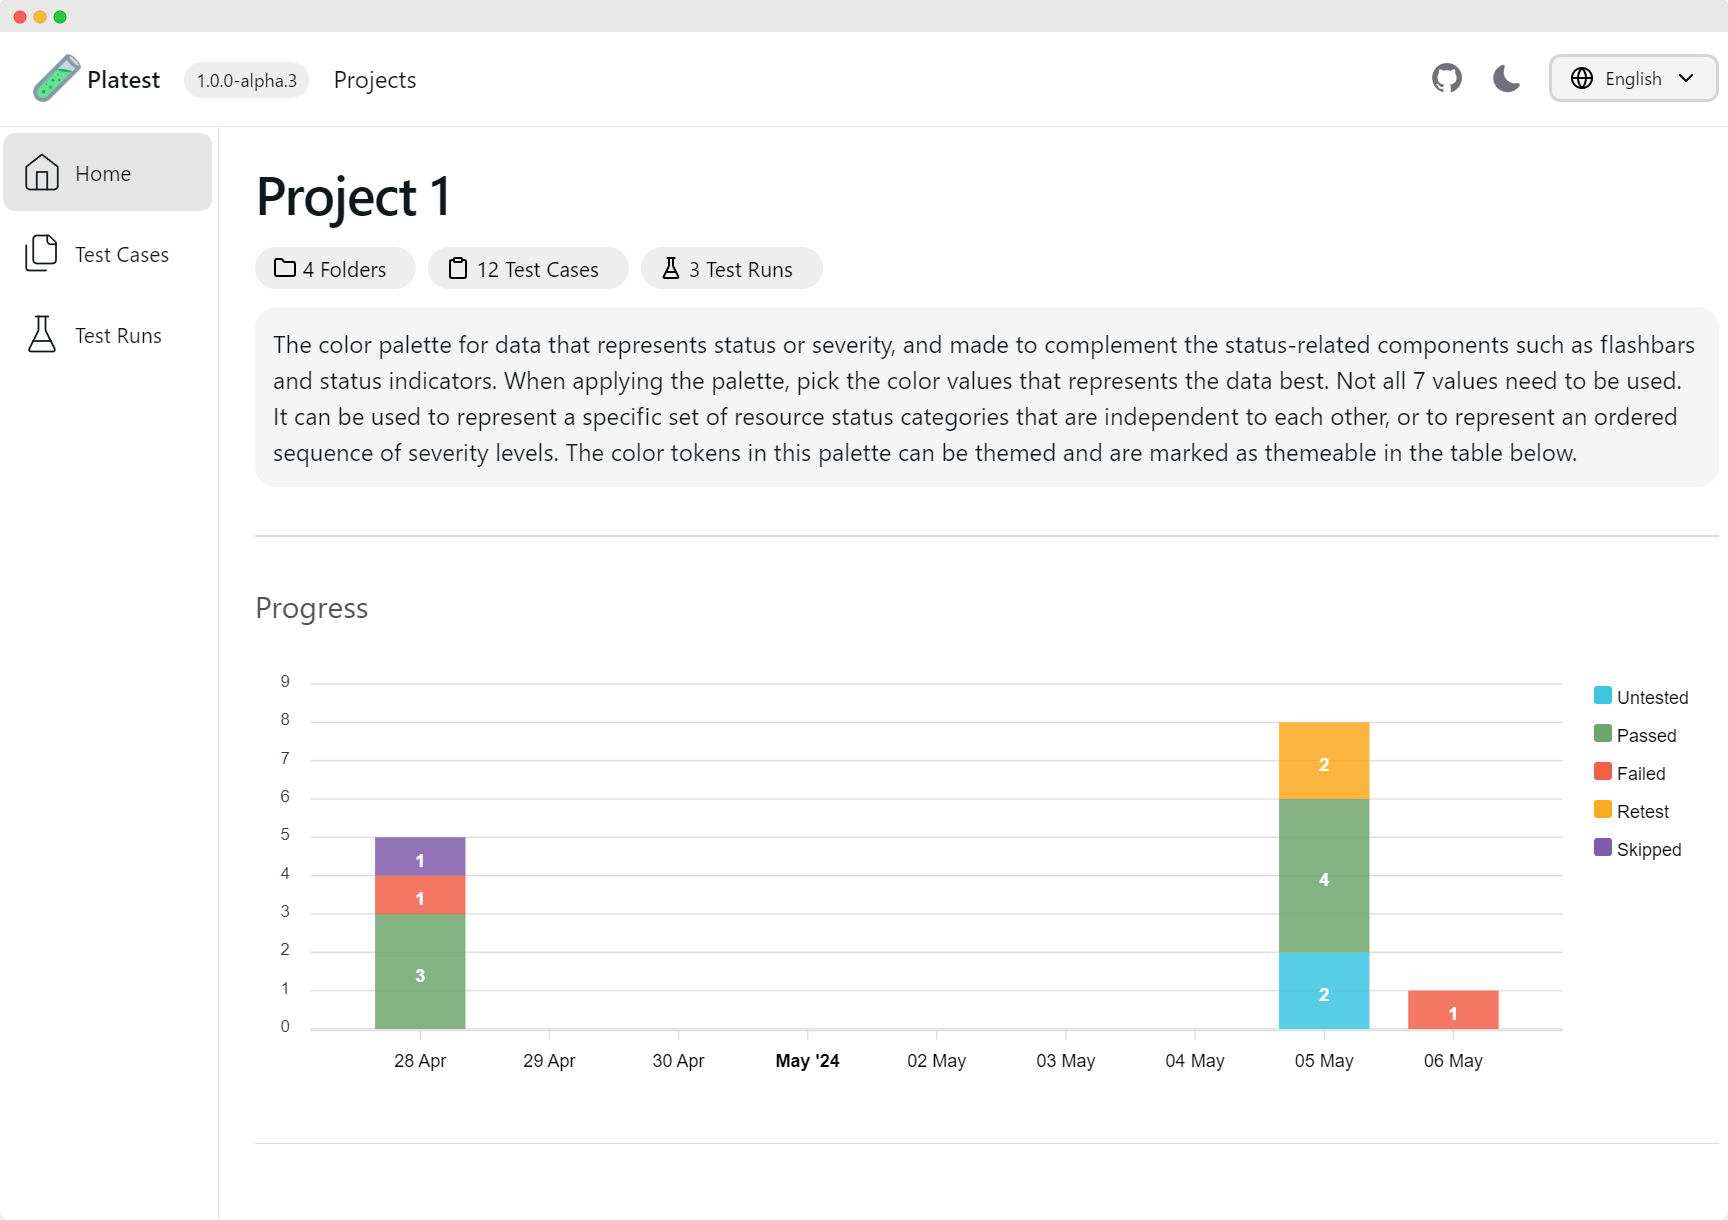 Platest
1.0.0-alpha.3
Projects
English
Home
Test Cases
Test Runs
Project 1
4 Folders
12 Test Cases
3 Test Runs
The color palette for data that represents status or severity, and made to complement the status-related components such as flashbars
and status indicators. When applying the palette, pick the color values that represents the data best. Not all 7 values need to be used.
It can be used to represent a specific set of resource status categories that are independent to each other, or to represent an ordered
sequence of severity levels. The color tokens in this palette can be themed and are marked as themeable in the table below.
Progress
9
8
7
6
5
4
3
2
1
0
1
1
3
2
4
2
1
28 Apr
29 Apr
30 Apr
May '24
02 May
03 May
04 May
05 May
06 May
Untested
Passed
Failed
Retest
Skipped